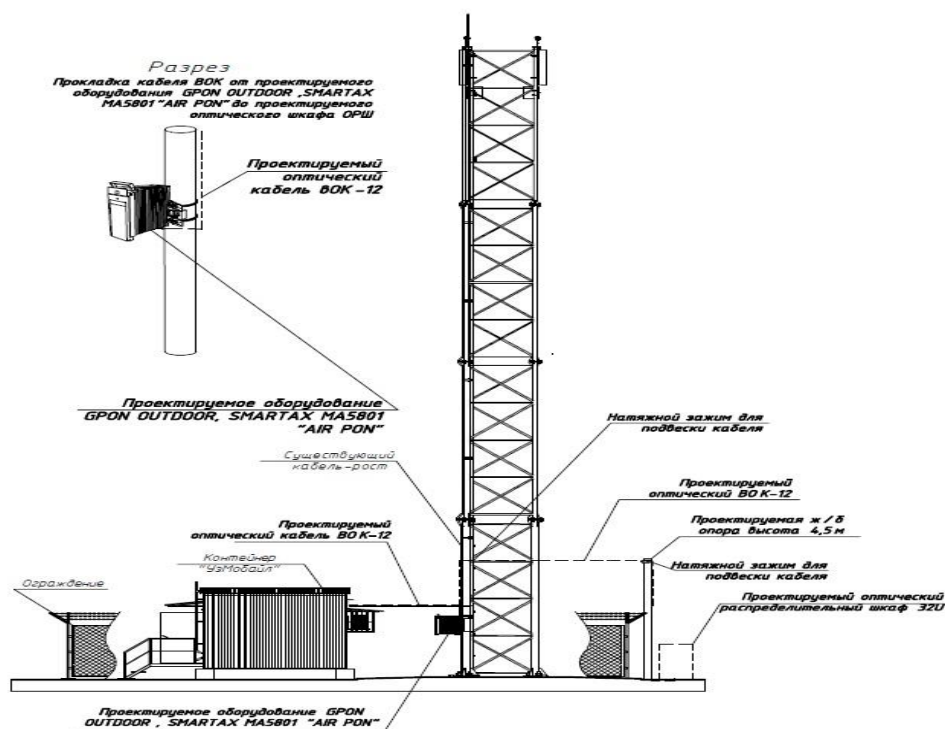 Разрез
Прокладка кабеля ВОК от проектируемого
оборудования GPON OUTDOOR ,SMARTAX
MA5801 "AIR PON" до проектируемого
оптического шкафа ОРШ
Проектируемый
оптический
кабель ВОК-12
Проектируемое оборудование
GPON OUTDOOR, SMARTAX MA5801
"AIR PON"
Натяжной зажим для
подвески кабеля
Существующий
кабель-рост
Проектируемый
оптический ВОК-12
Проектируемый
оптический кабель ВОК-12
Проектируемая ж/б
опора высота 4,5м
Контейнер
"УзМобайл"
Натяжной зажим для
подвески кабеля
Ограждение
Проектируемый оптический
распределительный шкаф 32U
Проектируемое оборудование GPON
OUTDOOR , SMARTAX MA5801 "AIR PON"